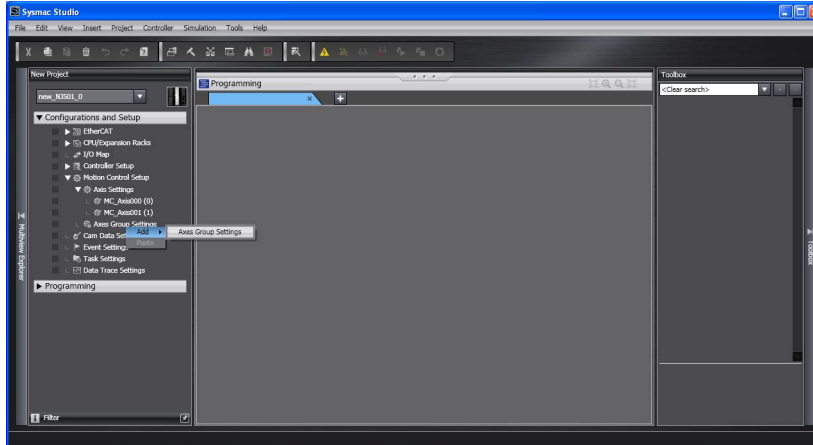 Sysmac Studio
File Edit View Insert Project Controller Simulation Tools Help
New Project
new_NJ501_0
Configurations and Setup
EtherCAT
CPU/Expansion Racks
I/O Map
Controller Setup
Motion Control Setup
Axis Settings
MC_Axis000 (0)
MC_Axis001 (1)
Axes Group Settings
Cam Data Set
Event Settings
Task Settings
Data Trace Settings
Programming
Add
Paste
Axes Group Settings
Filter
Multiview Explorer
Programming
Toolbox
<Clear search>
Toolbox